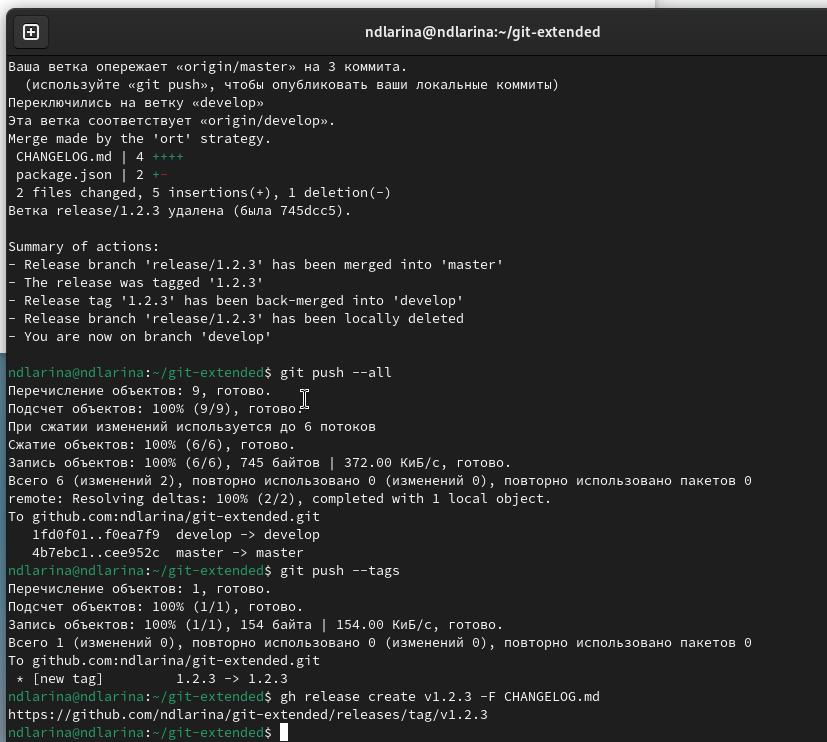 ndlarina@ndlarina:~/git-extended
Ваша ветка опережает «origin/master» на 3 коммита.
  (используйте «git push», чтобы опубликовать ваши локальные коммиты)
Переключились на ветку «develop»
Эта ветка соответствует «origin/develop».
Merge made by the 'ort' strategy.
 CHANGELOG.md | 4 ++++
 package.json | 2 +-
 2 files changed, 5 insertions(+), 1 deletion(-)
Ветка release/1.2.3 удалена (была 745dcc5).

Summary of actions:
- Release branch 'release/1.2.3' has been merged into 'master'
- The release was tagged '1.2.3'
- Release tag '1.2.3' has been back-merged into 'develop'
- Release branch 'release/1.2.3' has been locally deleted
- You are now on branch 'develop'

ndlarina@ndlarina:~/git-extended$ git push --all
Перечисление объектов: 9, готово.
Подсчет объектов: 100% (9/9), готово.
При сжатии изменений используется до 6 потоков
Сжатие объектов: 100% (6/6), готово.
Запись объектов: 100% (6/6), 745 байтов | 372.00 КиБ/с, готово.
Всего 6 (изменений 2), повторно использовано 0 (изменений 0), повторно использовано пакетов 0
remote: Resolving deltas: 100% (2/2), completed with 1 local object.
To github.com:ndlarina/git-extended.git
   1fd0f01..f0ea7f9  develop -> develop
   4b7ebc1..cee952c  master -> master
ndlarina@ndlarina:~/git-extended$ git push --tags
Перечисление объектов: 1, готово.
Подсчет объектов: 100% (1/1), готово.
Запись объектов: 100% (1/1), 154 байта | 154.00 КиБ/с, готово.
Всего 1 (изменений 0), повторно использовано 0 (изменений 0), повторно использовано пакетов 0
To github.com:ndlarina/git-extended.git
 * [new tag]         1.2.3 -> 1.2.3
ndlarina@ndlarina:~/git-extended$ gh release create v1.2.3 -F CHANGELOG.md
https://github.com/ndlarina/git-extended/releases/tag/v1.2.3
ndlarina@ndlarina:~/git-extended$